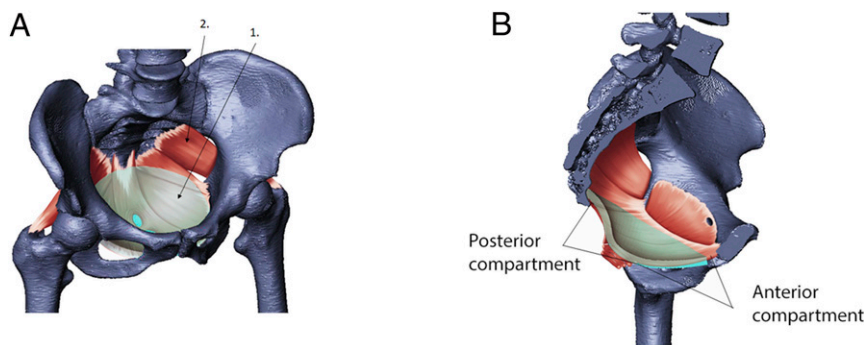 A
2.
1.
B
Posterior
compartment
Anterior
compartment